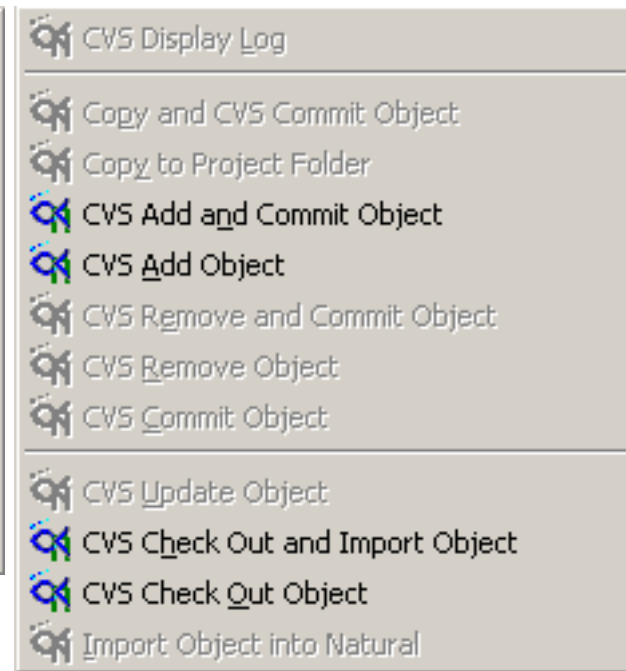 CVS Display Log
Copy and CVS Commit Object
Copy to Project Folder
CVS Add and Commit Object
CVS Add Object
CVS Remove and Commit Object
CVS Remove Object
CVS Commit Object
CVS Update Object
CVS Check Out and Import Object
CVS Check Out Object
Import Object into Natural